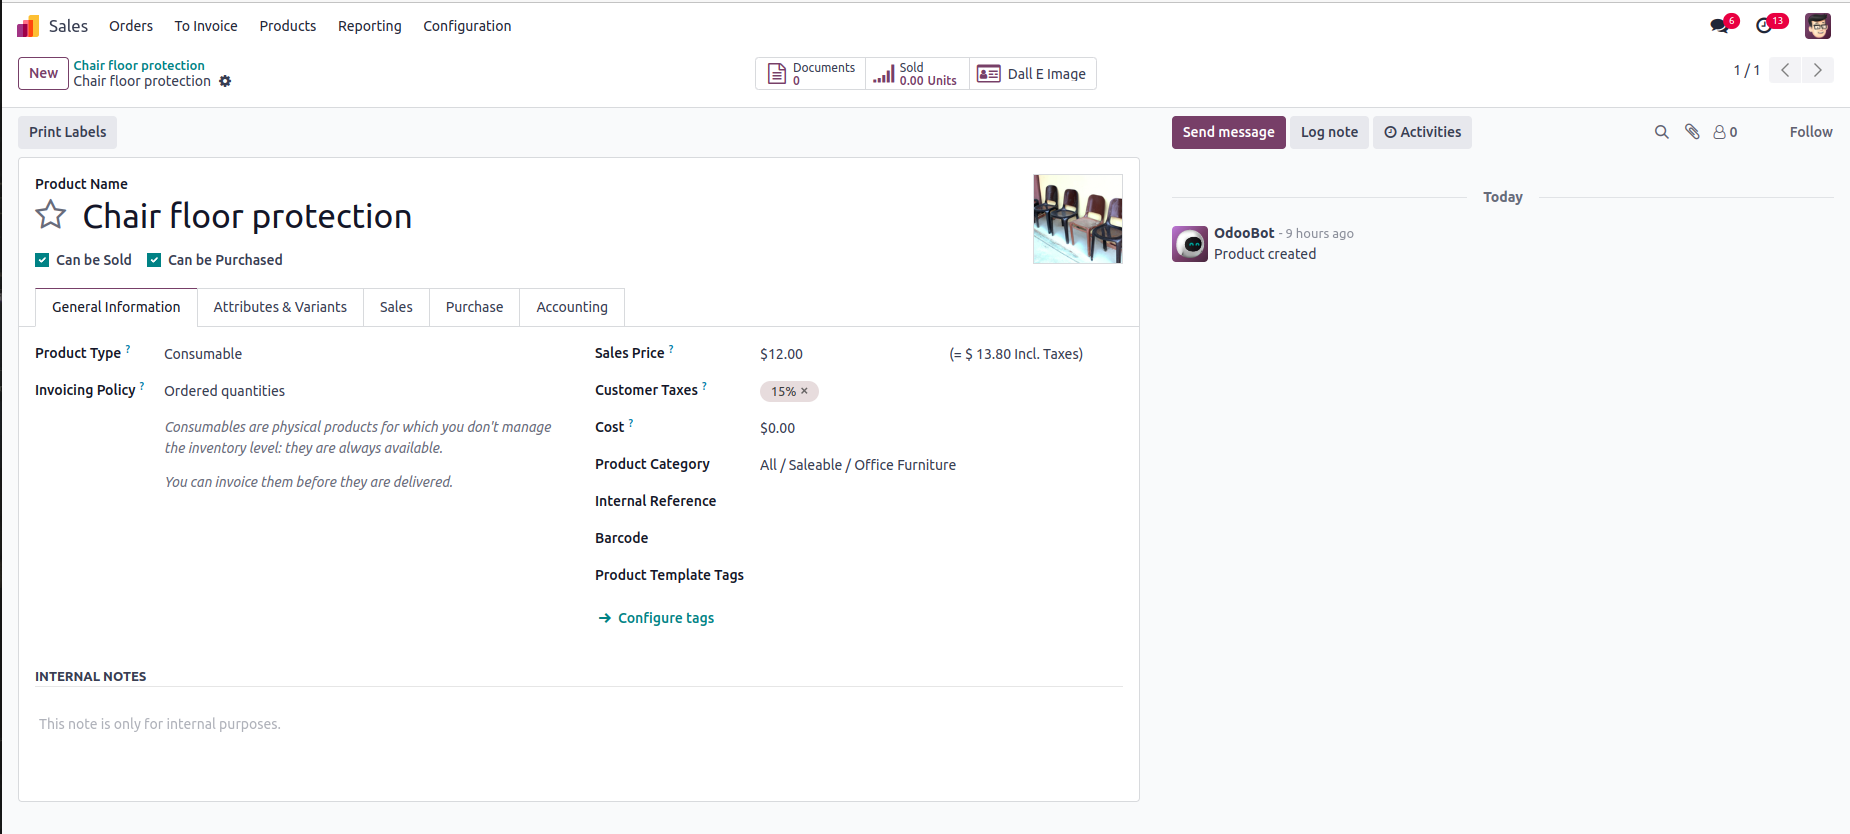 Sales Orders To Invoice Products Reporting Configuration 6 13
New Chair floor protection
Chair floor protection
Documents
0
Sold
0.00 Units
Dall E Image
1 / 1
Print Labels
Send message Log note Activities 0 Follow
Product Name
Chair floor protection
Can be Sold Can be Purchased
General Information Attributes & Variants Sales Purchase Accounting
Product Type ? Consumable
Invoicing Policy ? Ordered quantities
Consumables are physical products for which you don't manage
the inventory level: they are always available.
You can invoice them before they are delivered.
Sales Price ? $12.00 (= $ 13.80 Incl. Taxes)
Customer Taxes ? 15% ×
Cost ? $0.00
Product Category All / Saleable / Office Furniture
Internal Reference
Barcode
Product Template Tags
Configure tags
INTERNAL NOTES
This note is only for internal purposes.
Today
OdooBot - 9 hours ago
Product created